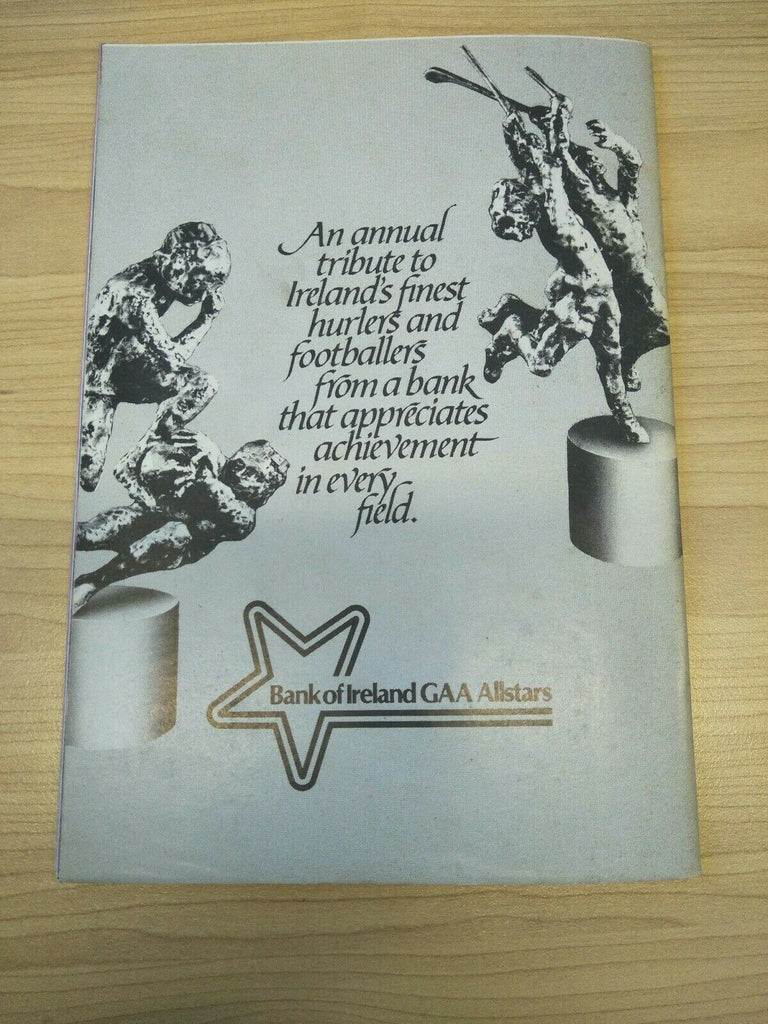 An annual
tribute to
Ireland's finest
hurlers and
footballers
from a bank
that appreciates
achievement
in every
field.
Bank of Ireland GAA Allstars